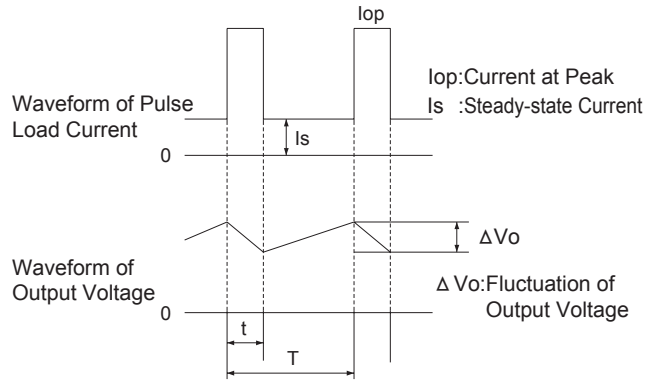 Iop
Iop:Current at Peak
Is :Steady-state Current
Waveform of Pulse
Load Current
Is
0
ΔVo
Waveform of
Output Voltage
Δ Vo:Fluctuation of
Output Voltage
0
t
T